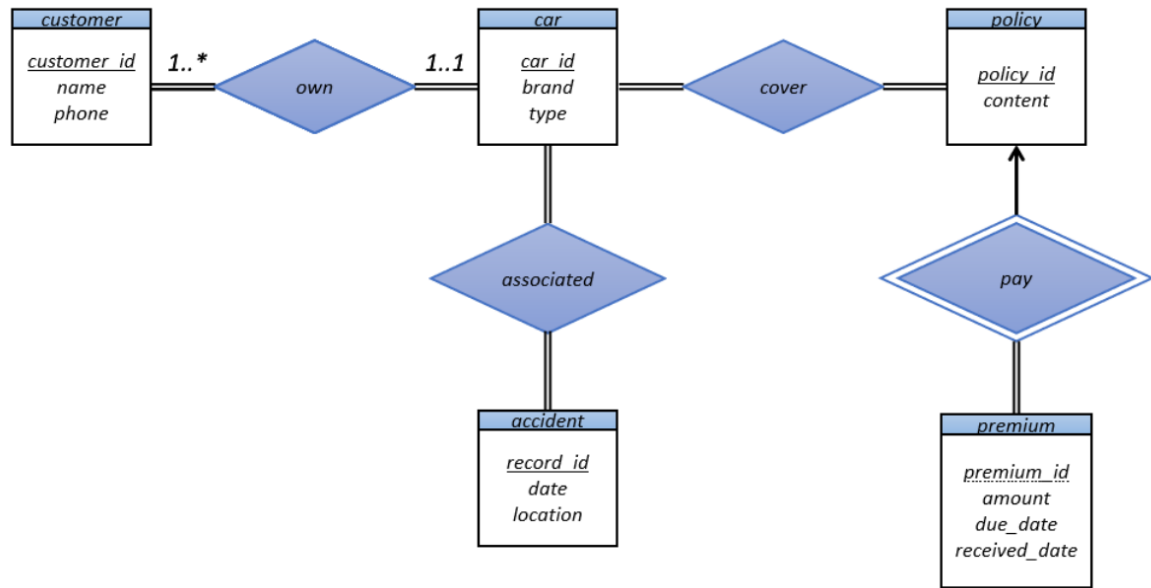 customer
customer_id
name
phone
1..*
own
1..1
car
car_id
brand
type
cover
policy
policy_id
content
associated
pay
accident
record_id
date
location
premium
premium_id
amount
due_date
received_date